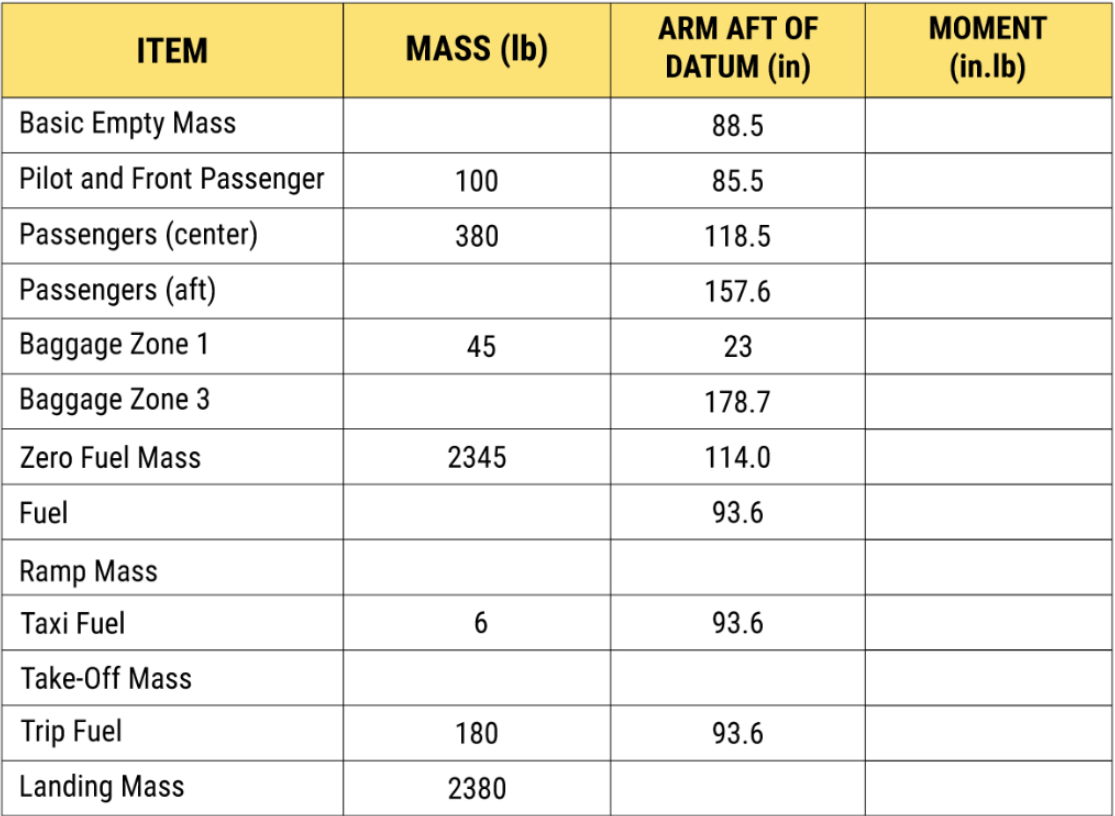 ITEM MASS (lb) ARM AFT OF DATUM (in) MOMENT (in.lb)
Basic Empty Mass 88.5
Pilot and Front Passenger 100 85.5
Passengers (center) 380 118.5
Passengers (aft) 157.6
Baggage Zone 1 45 23
Baggage Zone 3 178.7
Zero Fuel Mass 2345 114.0
Fuel 93.6
Ramp Mass
Taxi Fuel 6 93.6
Take-Off Mass
Trip Fuel 180 93.6
Landing Mass 2380